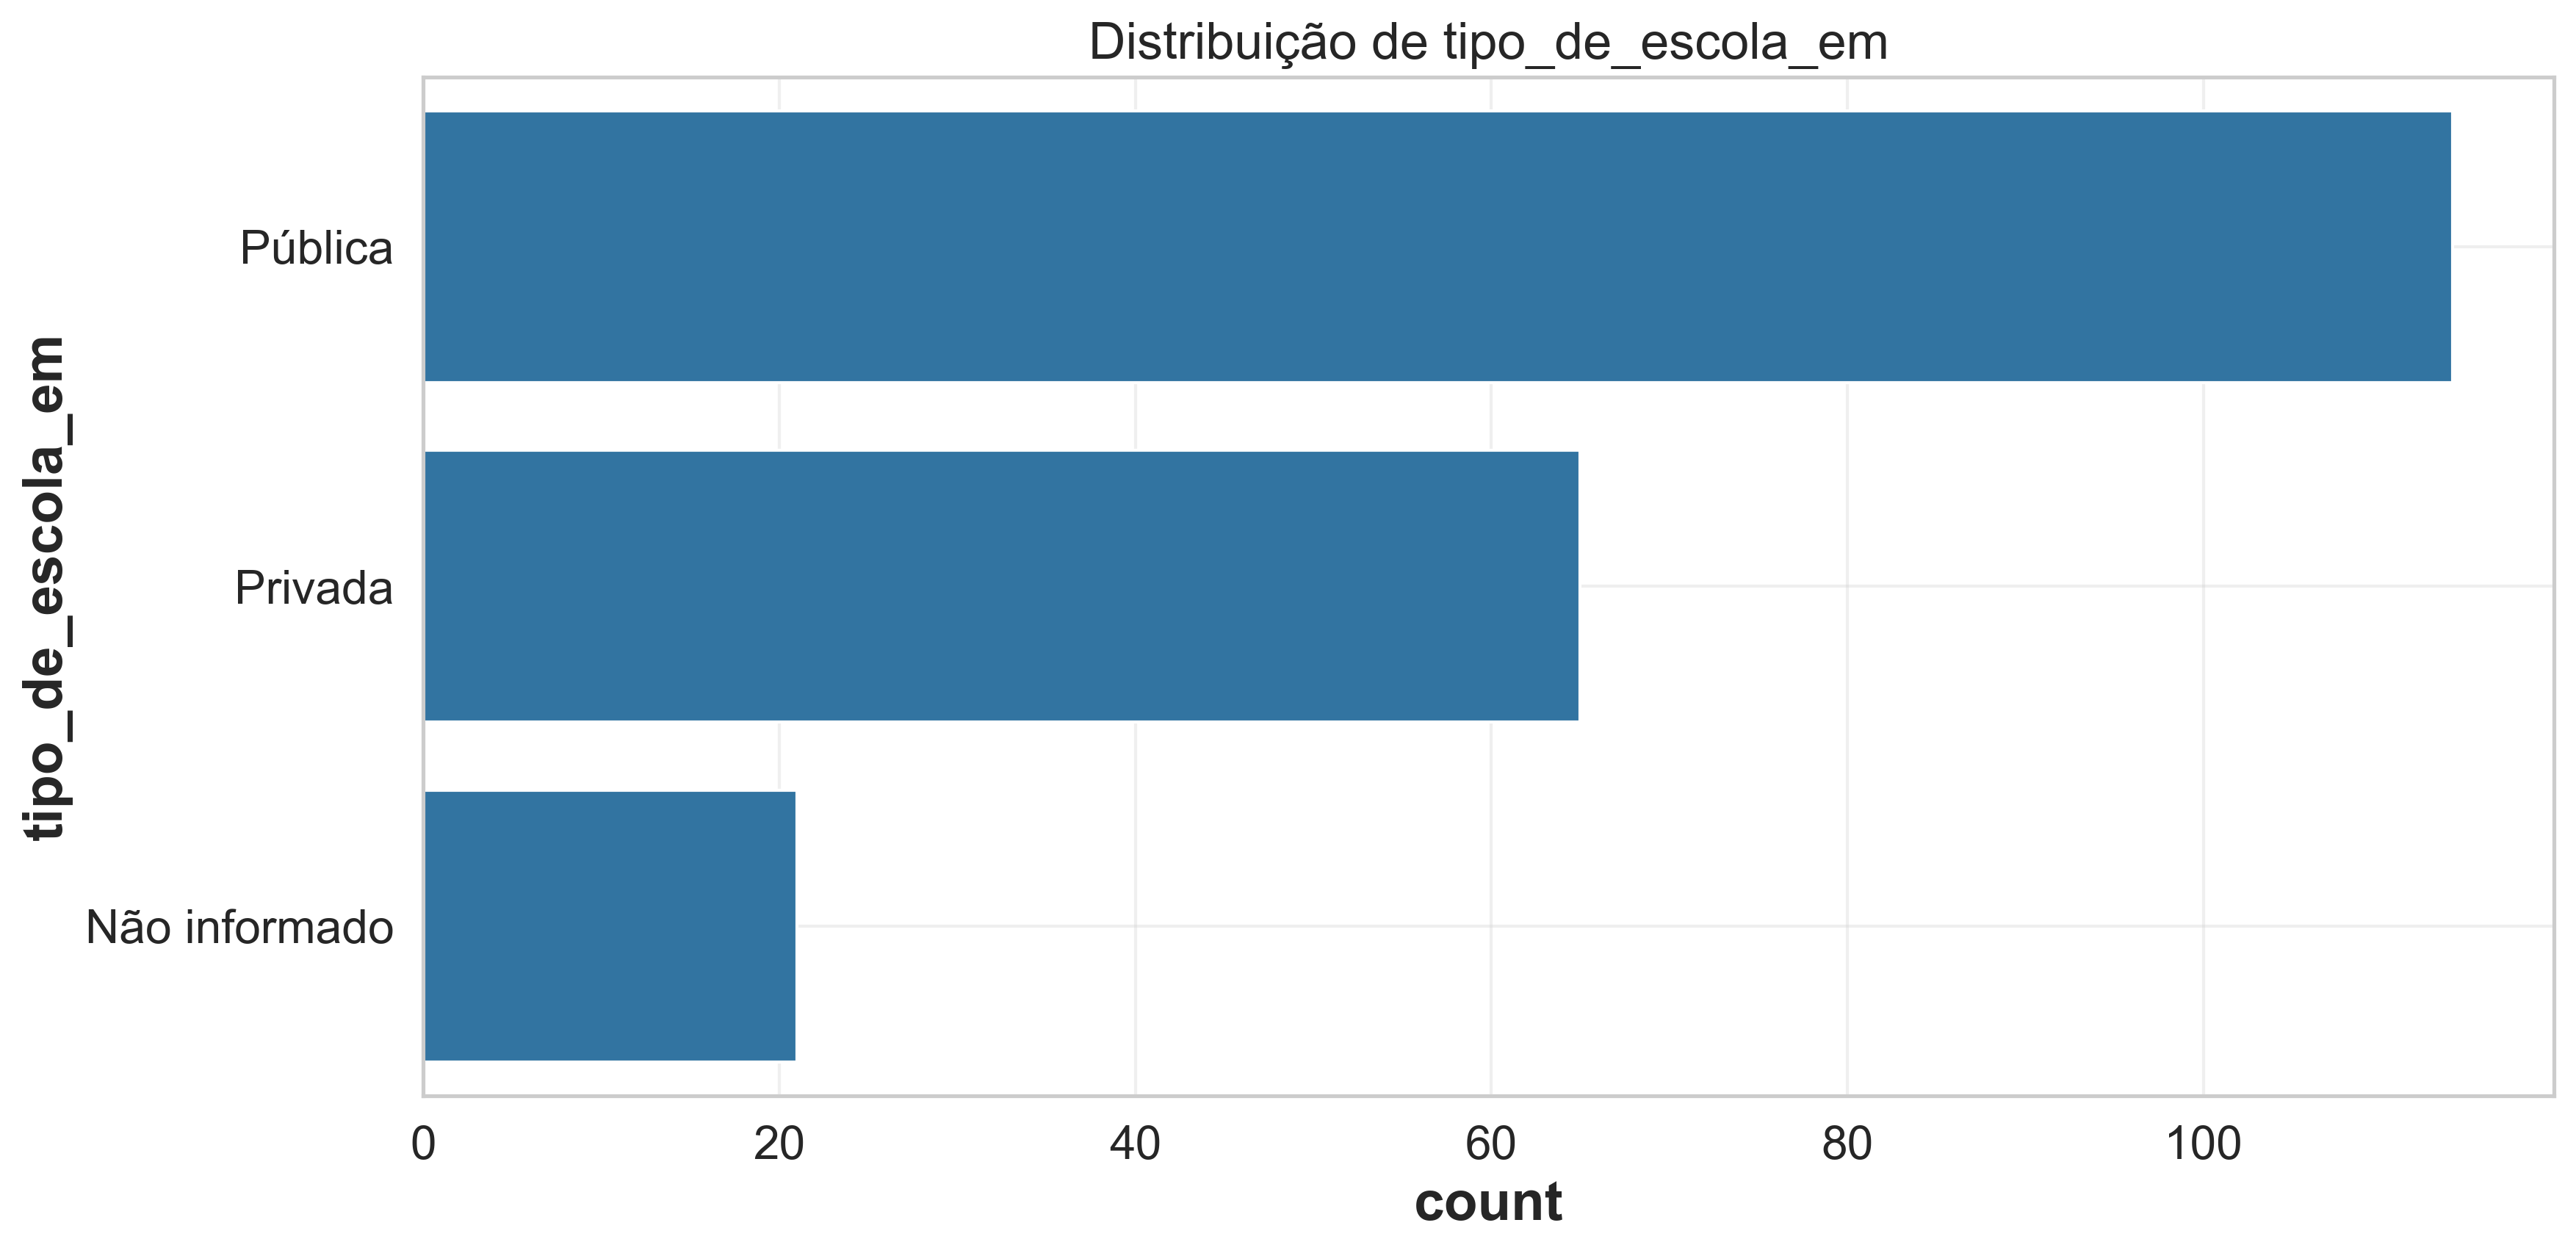 Distribuição de tipo_de_escola_em
tipo_de_escola_em
Pública
Privada
Não informado
0 20 40 60 80 100
count